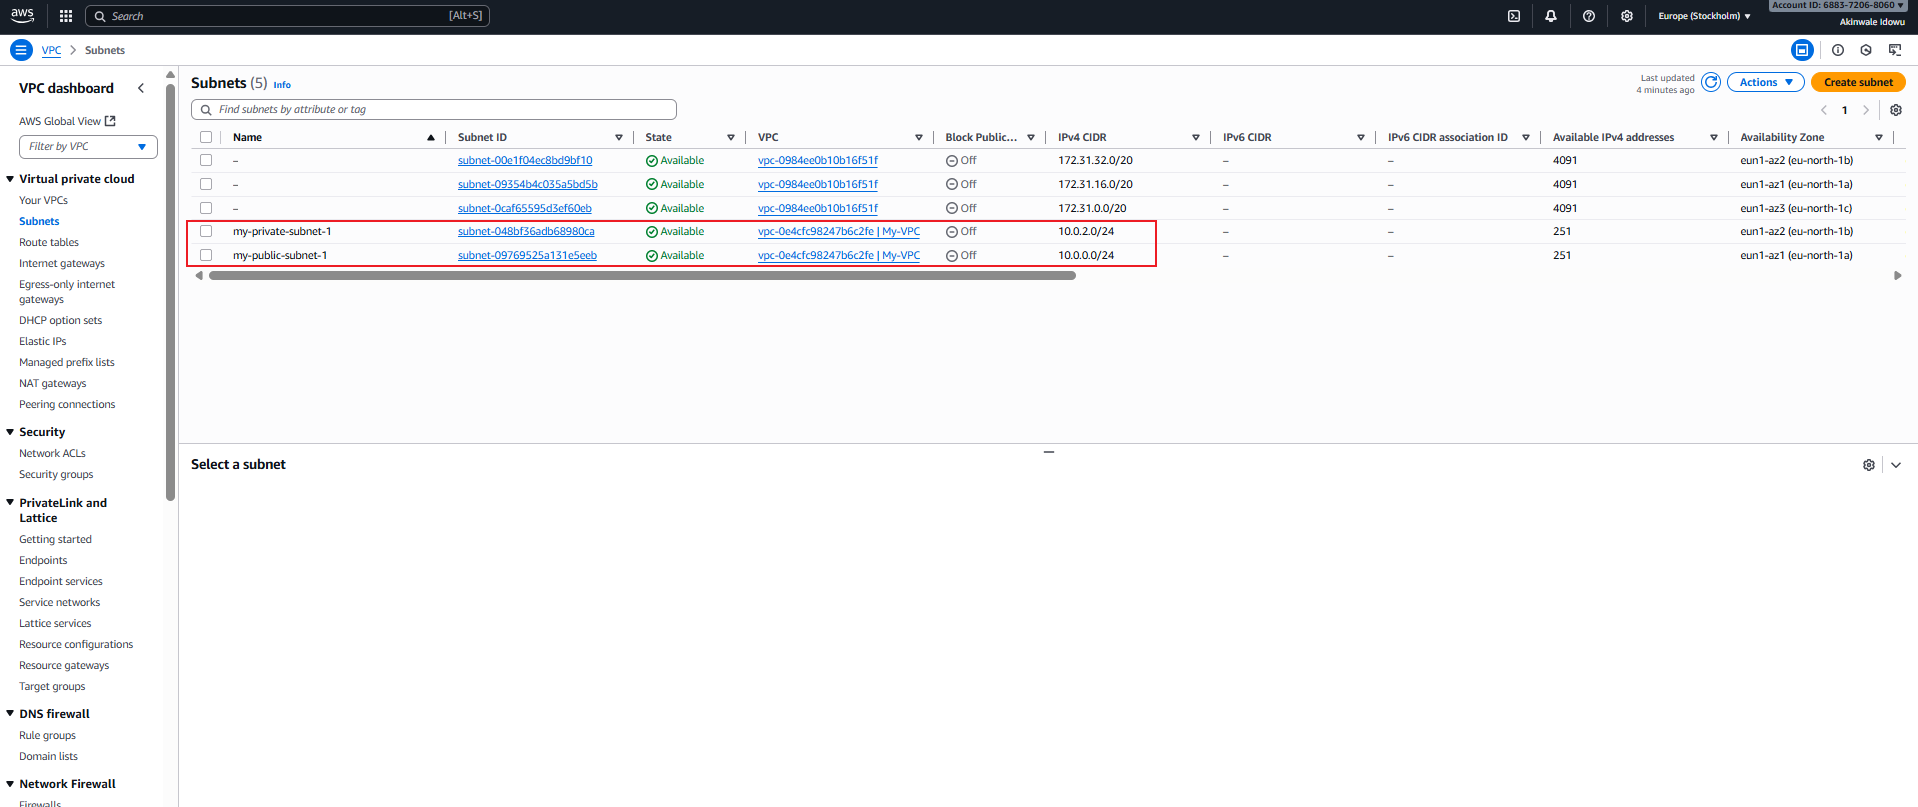 aws
Search [Alt+S]
Europe (Stockholm) ▼
Account ID: 6883-7206-8060 ▼
Akinwale Idowu
VPC > Subnets
VPC dashboard
AWS Global View
Filter by VPC
Virtual private cloud
Your VPCs
Subnets
Route tables
Internet gateways
Egress-only internet
gateways
DHCP option sets
Elastic IPs
Managed prefix lists
NAT gateways
Peering connections
Security
Network ACLs
Security groups
PrivateLink and
Lattice
Getting started
Endpoints
Endpoint services
Service networks
Lattice services
Resource configurations
Resource gateways
Target groups
DNS firewall
Rule groups
Domain lists
Network Firewall
Firewalls
Subnets (5) Info
Last updated
4 minutes ago
Actions
Create subnet
Find subnets by attribute or tag
1
Name Subnet ID State VPC Block Public... IPv4 CIDR IPv6 CIDR IPv6 CIDR association ID Available IPv4 addresses Availability Zone
– subnet-00e1f04ec8bd9bf10 Available vpc-0984ee0b10b16f51f Off 172.31.32.0/20 – – 4091 eun1-az2 (eu-north-1b)
– subnet-09354b4c035a5bd5b Available vpc-0984ee0b10b16f51f Off 172.31.16.0/20 – – 4091 eun1-az1 (eu-north-1a)
– subnet-0caf65595d3ef60eb Available vpc-0984ee0b10b16f51f Off 172.31.0.0/20 – – 4091 eun1-az3 (eu-north-1c)
my-private-subnet-1 subnet-048bf36adb68980ca Available vpc-0e4cfc98247b6c2fe | My-VPC Off 10.0.2.0/24 – – 251 eun1-az2 (eu-north-1b)
my-public-subnet-1 subnet-09769525a131e5eeb Available vpc-0e4cfc98247b6c2fe | My-VPC Off 10.0.0.0/24 – – 251 eun1-az1 (eu-north-1a)
Select a subnet